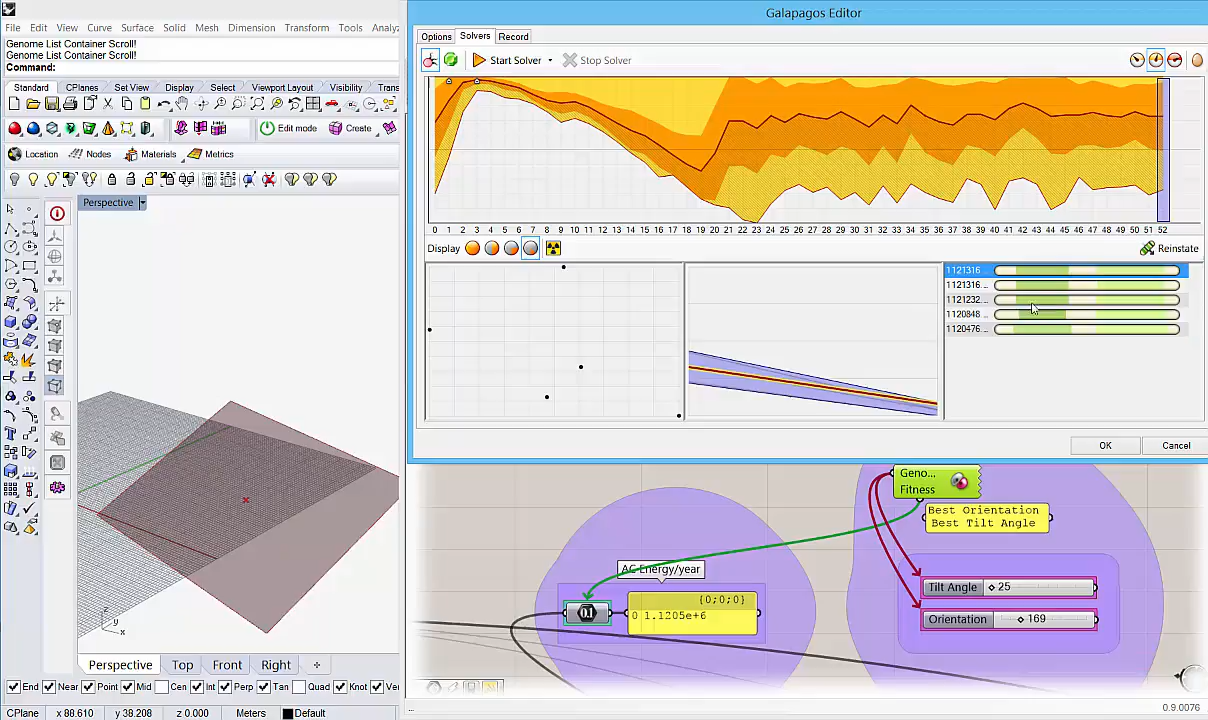 Galapagos Editor
File Edit View Curve Surface Solid Mesh Dimension Transform Tools Analy
Genome List Container Scroll!
Genome List Container Scroll!
Command:
Standard CPlanes Set View Display Select Viewport Layout Visibility Trans
Edit mode Create
Location Nodes Materials Metrics
Perspective
Options Solvers Record
Start Solver Stop Solver
0 1 2 3 4 5 6 7 8 9 10 11 12 13 14 15 16 17 18 19 20 21 22 23 24 25 26 27 28 29 30 31 32 33 34 35 36 37 38 39 40 41 42 43 44 45 46 47 48 49 50 51 52
Display Reinstate
1121316...
1121316...
1121232...
1120848...
1120476...
OK Cancel
Geno...
Fitness
Best Orientation
Best Tilt Angle
AC Energy/year
{0;0;0}
0.1
0 1.1205e+6
Tilt Angle 25
Orientation 169
z
y
x
Perspective Top Front Right
End Near Point Mid Cen Int Perp Tan Quad Knot Ve
CPlane x 88.610 y 38.208 z 0.000 Meters Default
...
0.9.0076